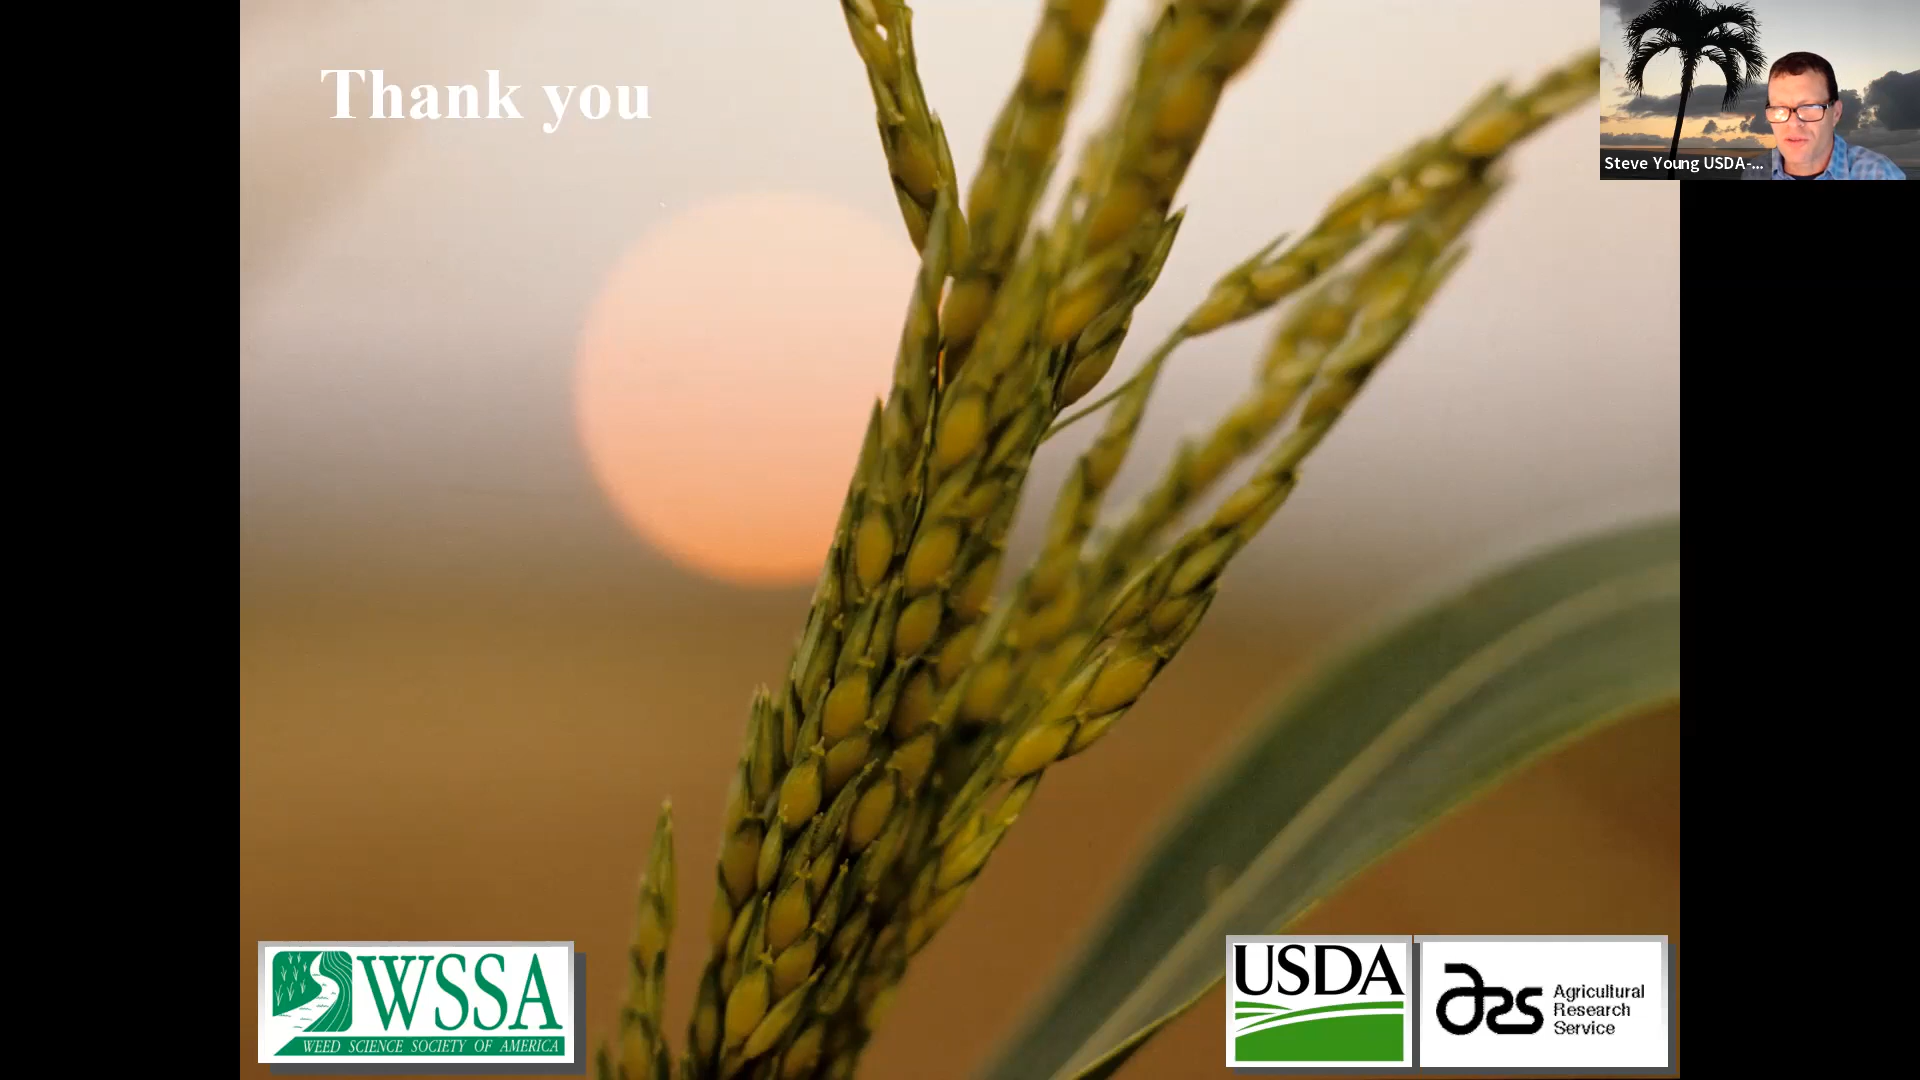 Thank you
Steve Young USDA-...
WSSA
WEED SCIENCE SOCIETY OF AMERICA
USDA
ars
Agricultural
Research
Service